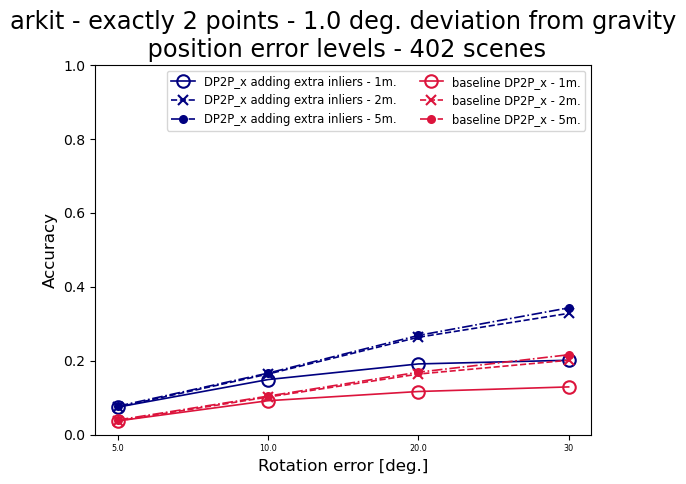 arkit - exactly 2 points - 1.0 deg. deviation from gravity
position error levels - 402 scenes
DP2P_x adding extra inliers - 1m.
DP2P_x adding extra inliers - 2m.
DP2P_x adding extra inliers - 5m.
baseline DP2P_x - 1m.
baseline DP2P_x - 2m.
baseline DP2P_x - 5m.
Accuracy
1.0
0.8
0.6
0.4
0.2
0.0
5.0 10.0 20.0 30
Rotation error [deg.]